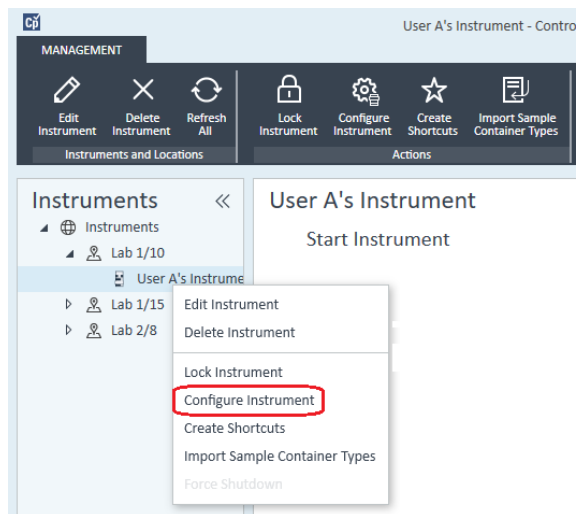 Cp
User A's Instrument - Contro
MANAGEMENT
Edit Instrument
Delete Instrument
Refresh All
Lock Instrument
Configure Instrument
Create Shortcuts
Import Sample Container Types
Instruments and Locations
Actions
Instruments
Instruments
Lab 1/10
User A's Instrume
Lab 1/15
Lab 2/8
User A's Instrument
Start Instrument
Edit Instrument
Delete Instrument
Lock Instrument
Configure Instrument
Create Shortcuts
Import Sample Container Types
Force Shutdown